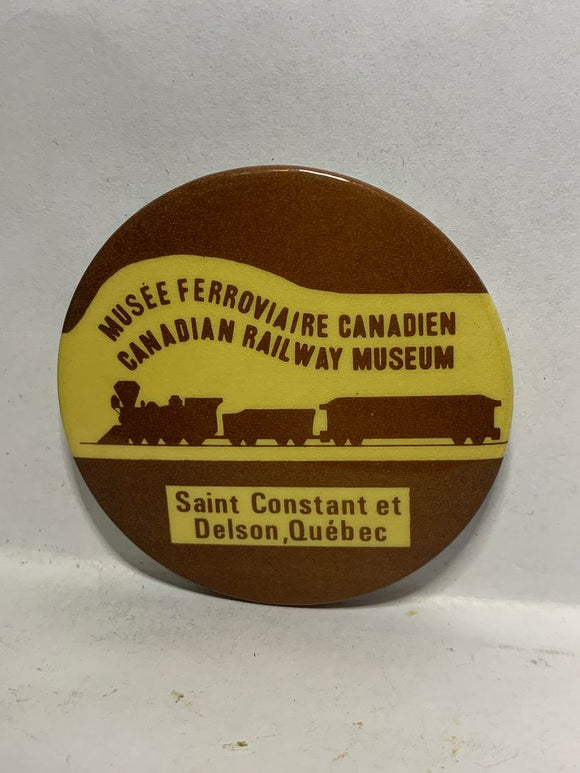 MUSÉE FERROVIAIRE CANADIEN
CANADIAN RAILWAY MUSEUM
Saint Constant et
Delson, Québec